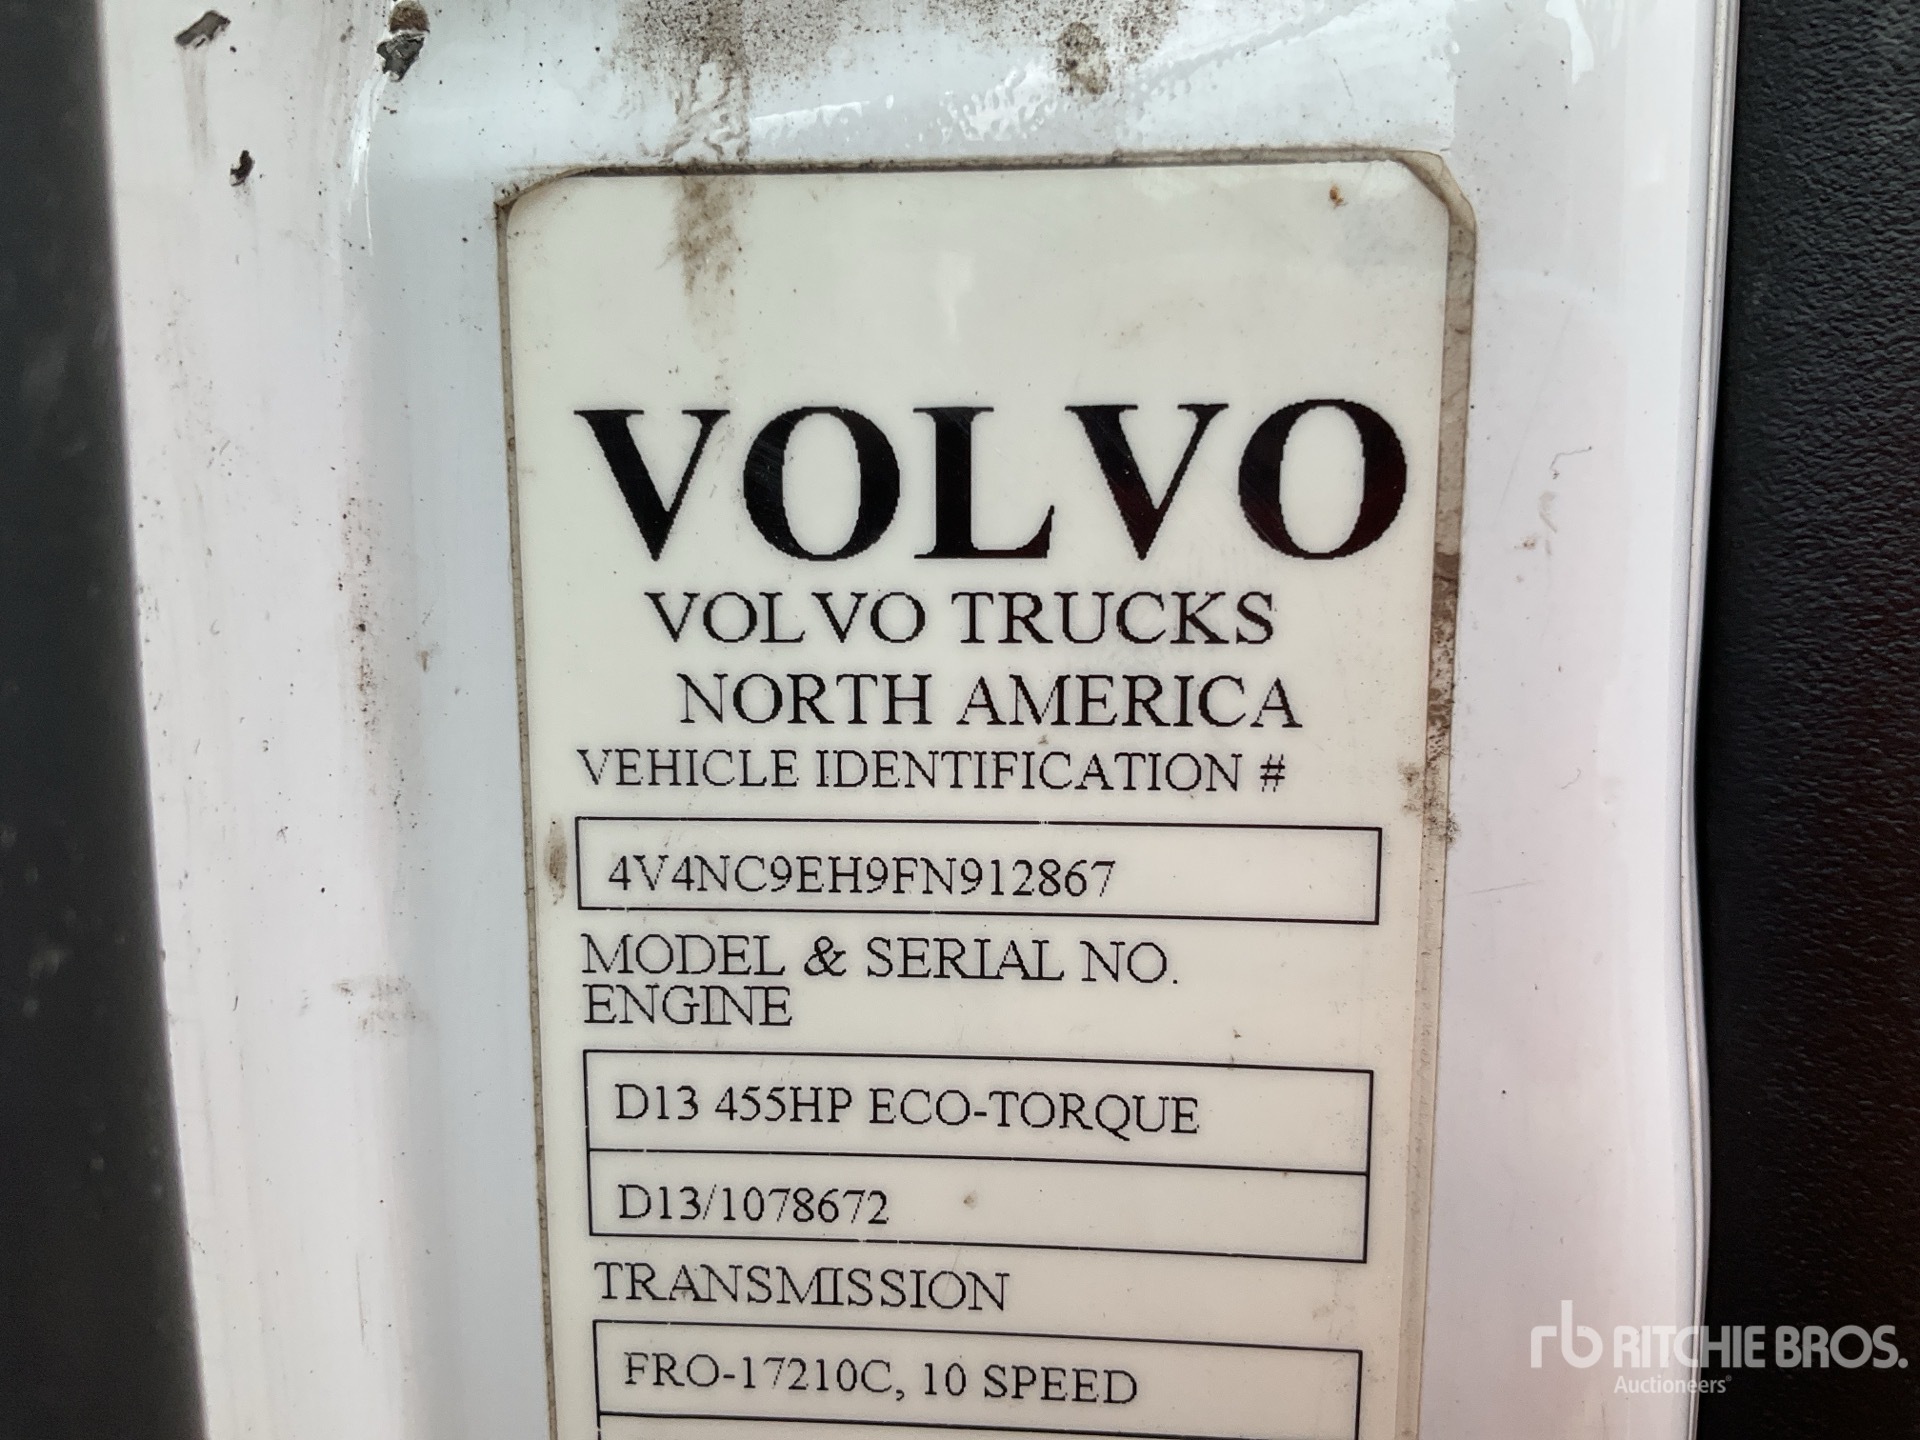 VOLVO
VOLVO TRUCKS
NORTH AMERICA
VEHICLE IDENTIFICATION #
4V4NC9EH9FN912867
MODEL & SERIAL NO.
ENGINE
D13 455HP ECO-TORQUE
D13/1078672
TRANSMISSION
FRO-17210C, 10 SPEED
rb RITCHIE BROS.
Auctioneers